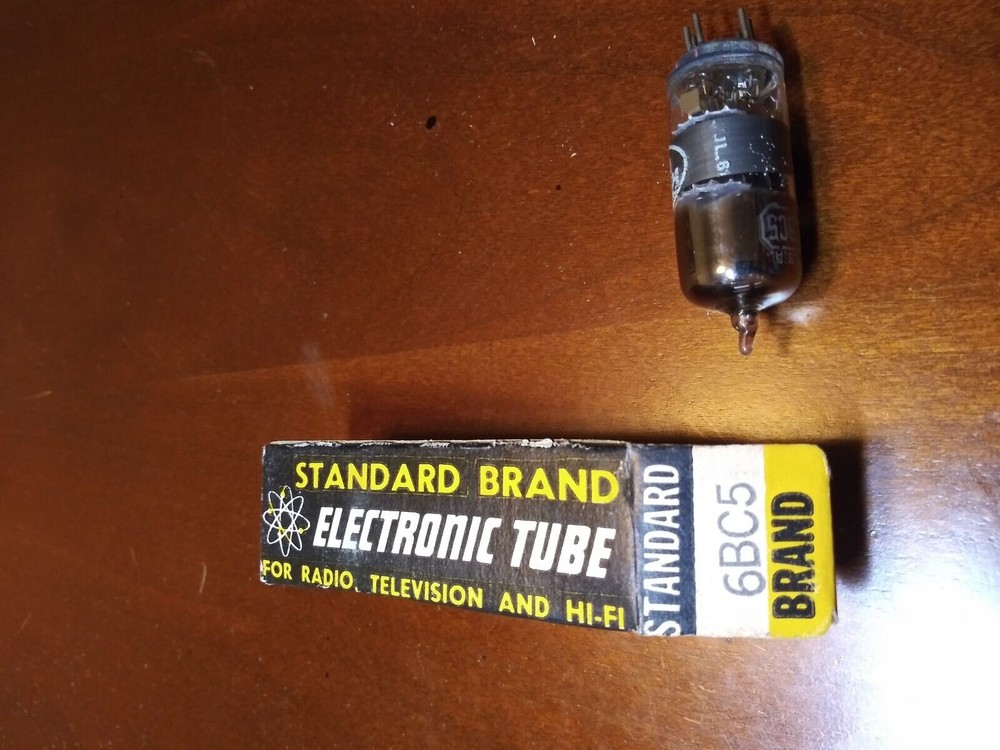 STANDARD BRAND
ELECTRONIC TUBE
FOR RADIO, TELEVISION AND HI-FI
STANDARD
6BC5
BRAND